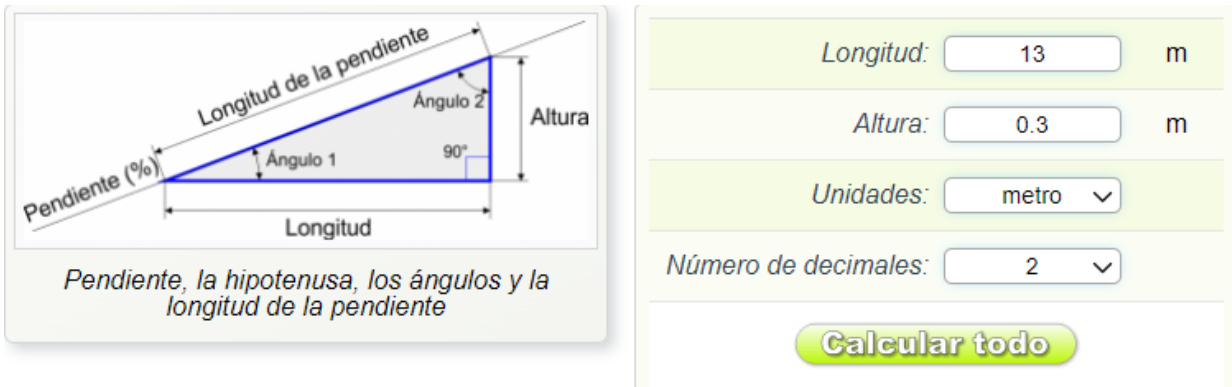 Longitud de la pendiente
Ángulo 2
Altura
Ángulo 1
90°
Pendiente (%)
Longitud
Pendiente, la hipotenusa, los ángulos y la
longitud de la pendiente
Longitud: 13 m
Altura: 0.3 m
Unidades: metro
Número de decimales: 2
Calcular todo